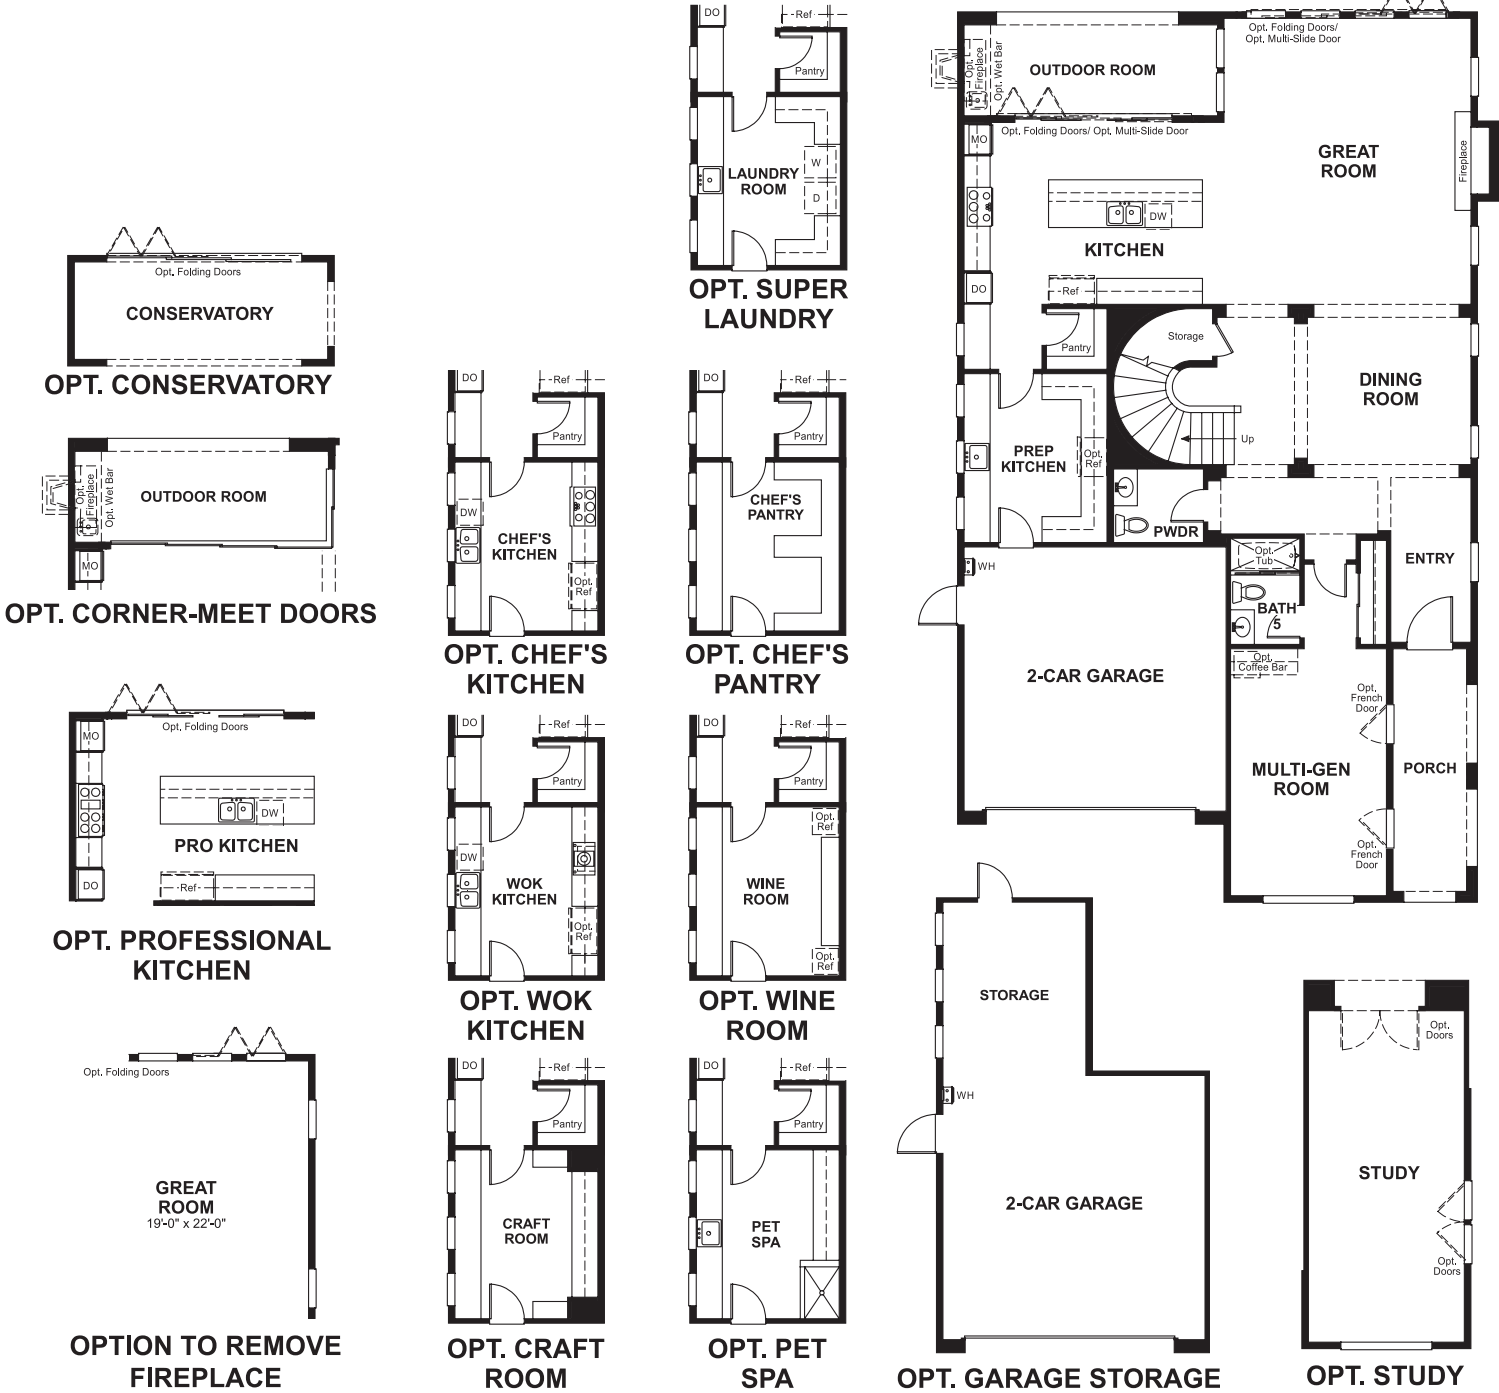 Opt. Folding Doors
CONSERVATORY
OPT. CONSERVATORY
Opt.
Fireplace
Opt. Wet Bar
OUTDOOR ROOM
MO
OPT. CORNER-MEET DOORS
MO
Opt. Folding Doors
DW
PRO KITCHEN
DO
Ref
OPT. PROFESSIONAL
KITCHEN
Opt. Folding Doors
GREAT
ROOM
19'-0" x 22'-0"
OPTION TO REMOVE
FIREPLACE
DO
Ref
Pantry
DW
CHEF'S
KITCHEN
Opt.
Ref
OPT. CHEF'S
KITCHEN
DO
Ref
Pantry
DW
WOK
KITCHEN
Opt.
Ref
OPT. WOK
KITCHEN
DO
Ref
Pantry
CRAFT
ROOM
OPT. CRAFT
ROOM
DO
Ref
Pantry
LAUNDRY
ROOM
W
D
OPT. SUPER
LAUNDRY
DO
Ref
Pantry
CHEF'S
PANTRY
OPT. CHEF'S
PANTRY
DO
Ref
Pantry
Opt.
Ref
WINE
ROOM
Opt.
Ref
OPT. WINE
ROOM
DO
Ref
Pantry
PET
SPA
OPT. PET
SPA
Opt. Folding Doors/
Opt. Multi-Slide Door
Opt.
Fireplace
Opt. Wet Bar
OUTDOOR ROOM
Opt. Folding Doors/ Opt. Multi-Slide Door
MO
GREAT
ROOM
Fireplace
DW
KITCHEN
DO
Ref
Storage
Pantry
DINING
ROOM
Up
PREP
KITCHEN
Opt.
Ref
PWDR
WH
Opt.
Tub
ENTRY
BATH
5
Opt.
Coffee Bar
2-CAR GARAGE
Opt.
French
Door
MULTI-GEN
ROOM
PORCH
Opt.
French
Door
STORAGE
WH
2-CAR GARAGE
OPT. GARAGE STORAGE
Opt.
Doors
STUDY
Opt.
Doors
OPT. STUDY